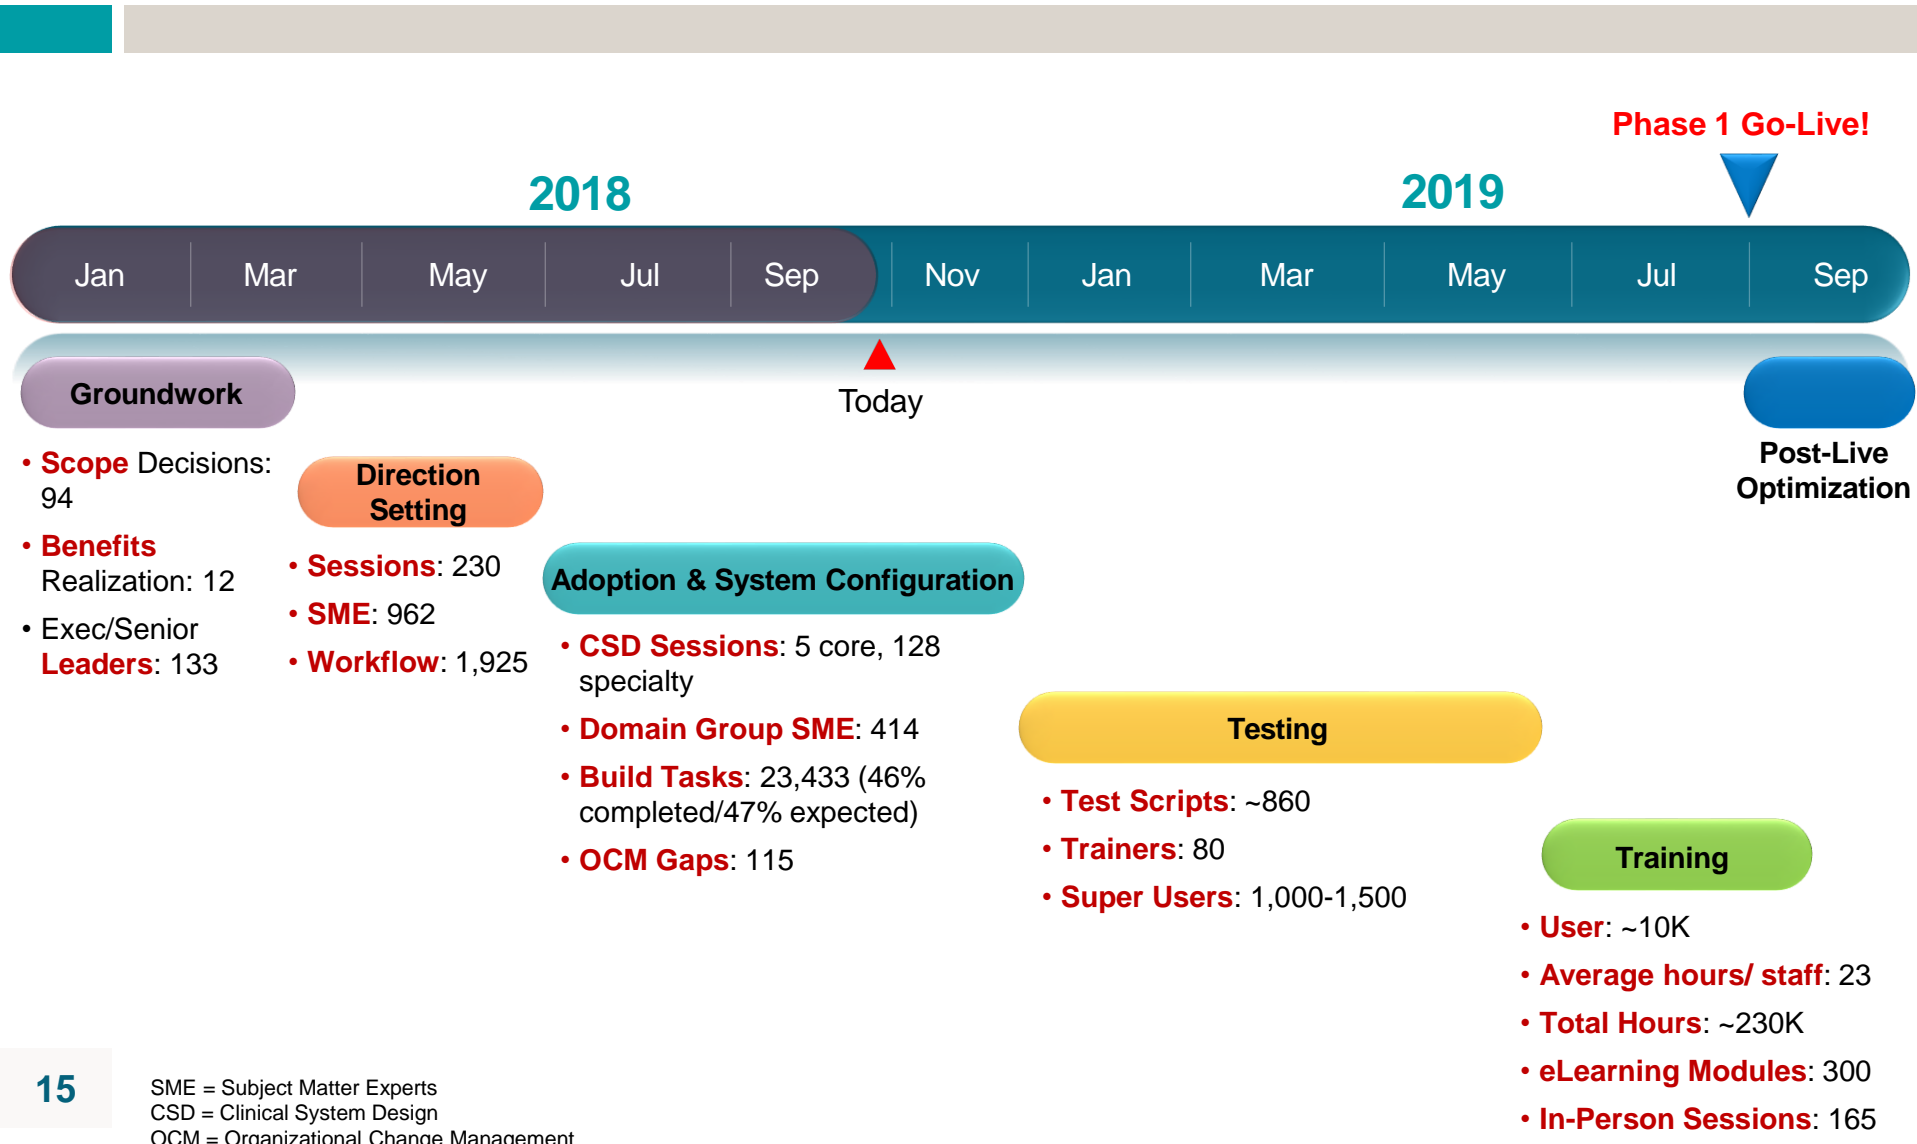 Phase 1 Go-Live!
2018
2019
Jan
Mar
May
Jul
Sep
Nov
Jan
Mar
May
Jul
Sep
Today
Groundwork
• Scope Decisions:
94
• Benefits
Realization: 12
• Exec/Senior
Leaders: 133
Direction
Setting
• Sessions: 230
• SME: 962
• Workflow: 1,925
Adoption & System Configuration
• CSD Sessions: 5 core, 128
specialty
• Domain Group SME: 414
• Build Tasks: 23,433 (46%
completed/47% expected)
• OCM Gaps: 115
Testing
• Test Scripts: ~860
• Trainers: 80
• Super Users: 1,000-1,500
Training
• User: ~10K
• Average hours/ staff: 23
• Total Hours: ~230K
• eLearning Modules: 300
• In-Person Sessions: 165
Post-Live
Optimization
15
SME = Subject Matter Experts
CSD = Clinical System Design
OCM = Organizational Change Management